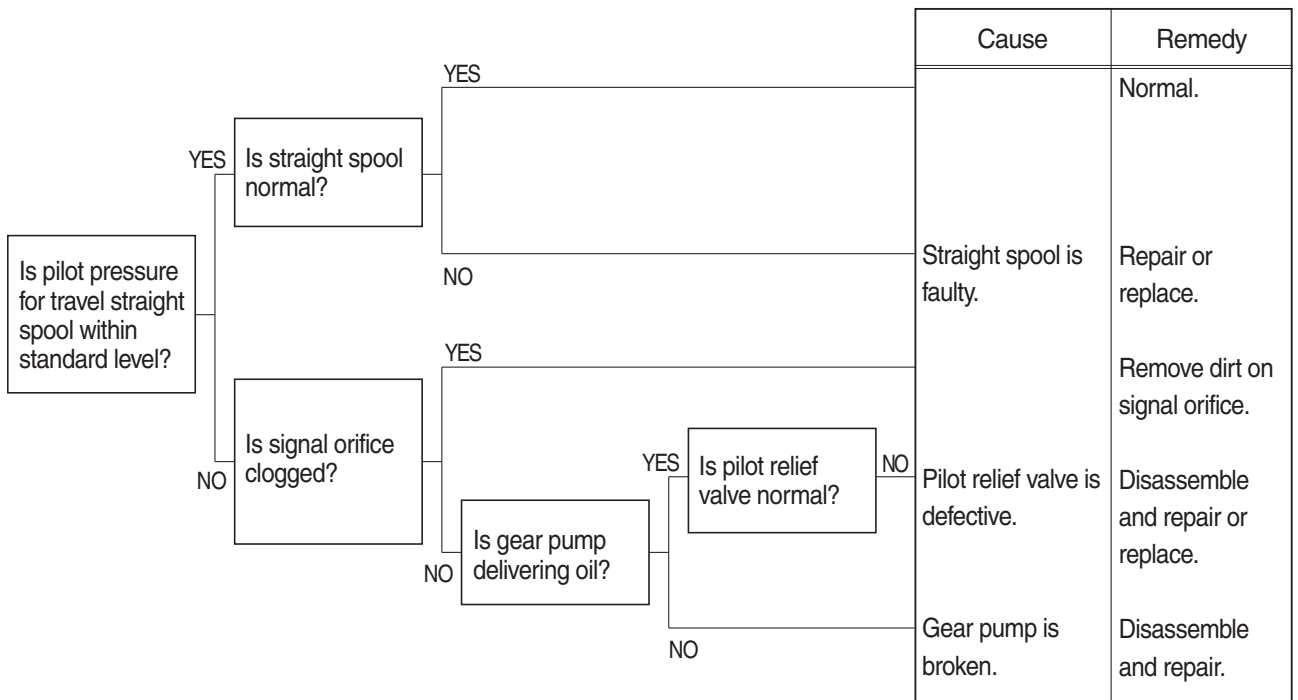 Cause
Remedy
YES
Normal.
YES
Is straight spool
normal?
NO
Straight spool is
faulty.
Repair or
replace.
Is pilot pressure
for travel straight
spool within
standard level?
YES
Remove dirt on
signal orifice.
NO
Is signal orifice
clogged?
YES
Is pilot relief
valve normal?
NO
Pilot relief valve is
defective.
Disassemble
and repair or
replace.
NO
Is gear pump
delivering oil?
NO
Gear pump is
broken.
Disassemble
and repair.